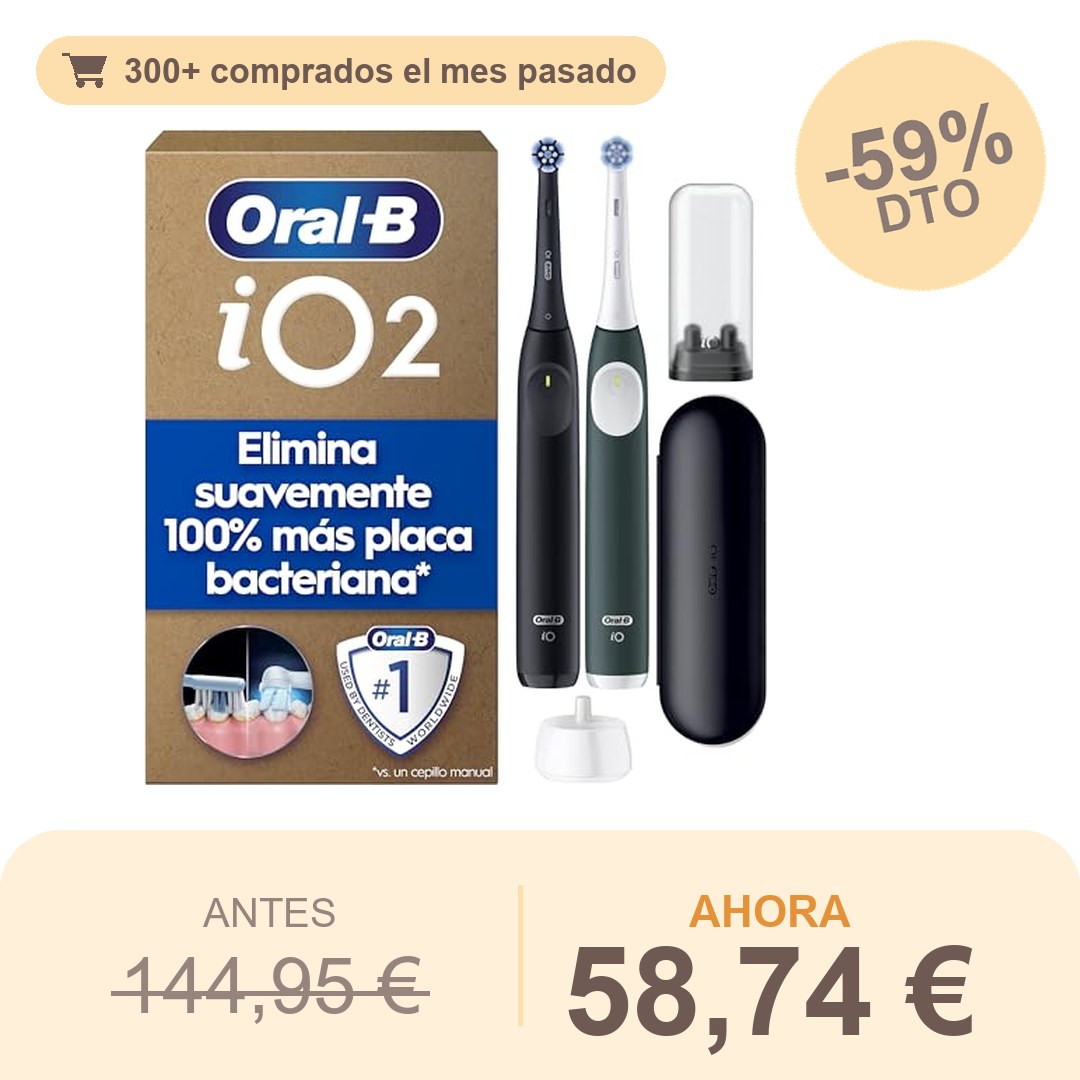 300+ comprados el mes pasado
-59%
DTO
Oral-B
iO2
Elimina
suavemente
100% más placa
bacteriana*
Oral-B
#1
USED BY DENTISTS WORLDWIDE
*vs. un cepillo manual
Oral-B
iO
Oral-B
iO
iO
ANTES
144,95 €
AHORA
58,74 €